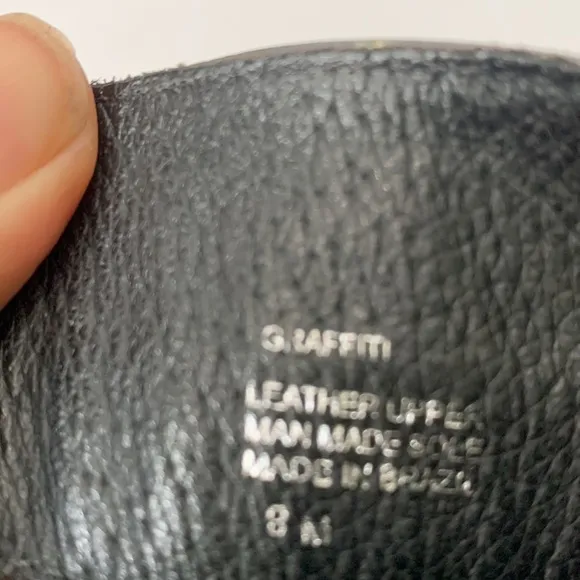 GRAFFITI
LEATHER UPPER
MAN MADE SOLE
MADE IN BRAZIL
8 M